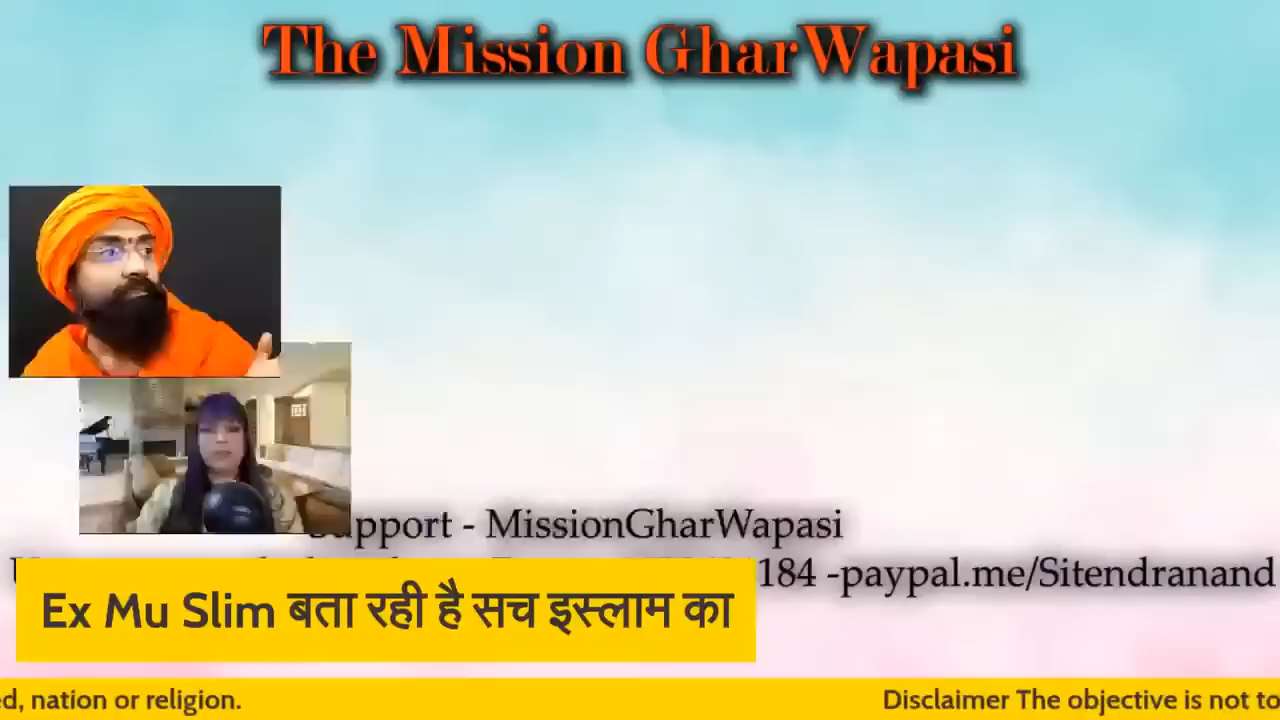 The Mission GharWapasi
Support - MissionGharWapasi
184 -paypal.me/Sitendranand
Ex Mu Slim बता रही है सच इस्लाम का
ed, nation or religion.
Disclaimer The objective is not to